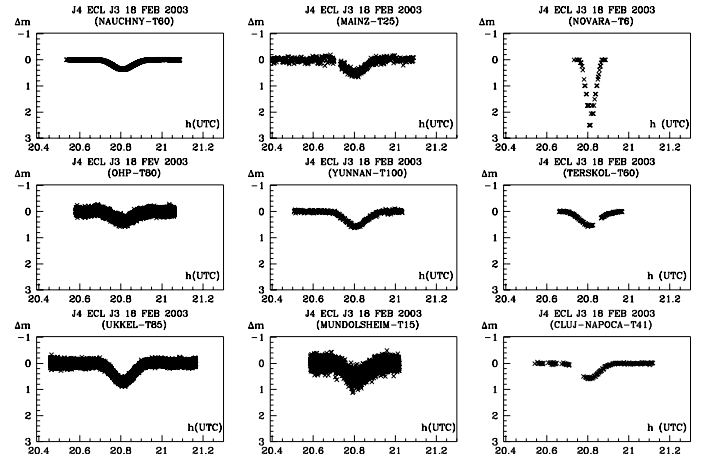 J4 ECL J3 18 FEB 2003
(NAUCHNY-T60)
Δm
-1
0
1
2
3
h(UTC)
20.4 20.6 20.8 21 21.2
J4 ECL J3 18 FEB 2003
(MAINZ-T25)
Δm
-1
0
1
2
3
h(UTC)
20.4 20.6 20.8 21 21.2
J4 ECL J3 18 FEB 2003
(NOVARA-T6)
Δm
-1
0
1
2
3
h (UTC)
20.4 20.6 20.8 21 21.2
J4 ECL J3 18 FEV 2003
(OHP-T80)
Δm
-1
0
1
2
3
h(UTC)
20.4 20.6 20.8 21 21.2
J4 ECL J3 18 FEB 2003
(YUNNAN-T100)
Δm
-1
0
1
2
3
h(UTC)
20.4 20.6 20.8 21 21.2
J4 ECL J3 18 FEB 2003
(TERSKOL-T60)
Δm
-1
0
1
2
3
h (UTC)
20.4 20.6 20.8 21 21.2
J4 ECL J3 18 FEB 2003
(UKKEL-T85)
Δm
-1
0
1
2
3
h(UTC)
20.4 20.6 20.8 21 21.2
J4 ECL J3 18 FEB 2003
(MUNDOLSHEIM-T15)
Δm
-1
0
1
2
3
h(UTC)
20.4 20.6 20.8 21 21.2
J4 ECL J3 18 FEB 2003
(CLUJ-NAPOCA-T41)
Δm
-1
0
1
2
3
h (UTC)
20.4 20.6 20.8 21 21.2